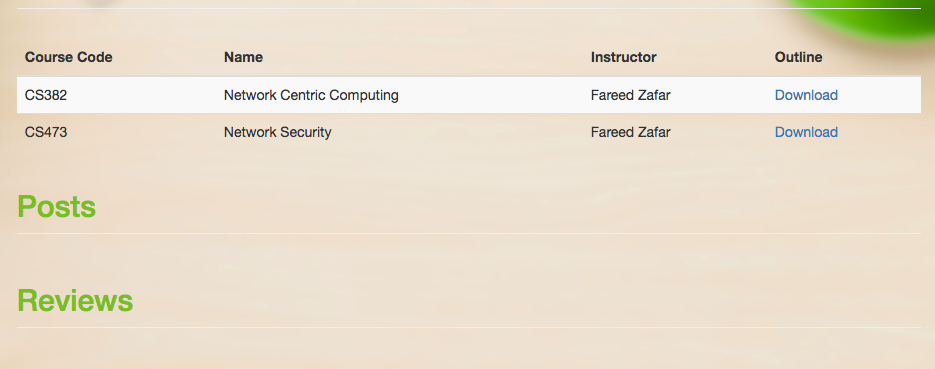 Course Code Name Instructor Outline
CS382 Network Centric Computing Fareed Zafar Download
CS473 Network Security Fareed Zafar Download
Posts
Reviews